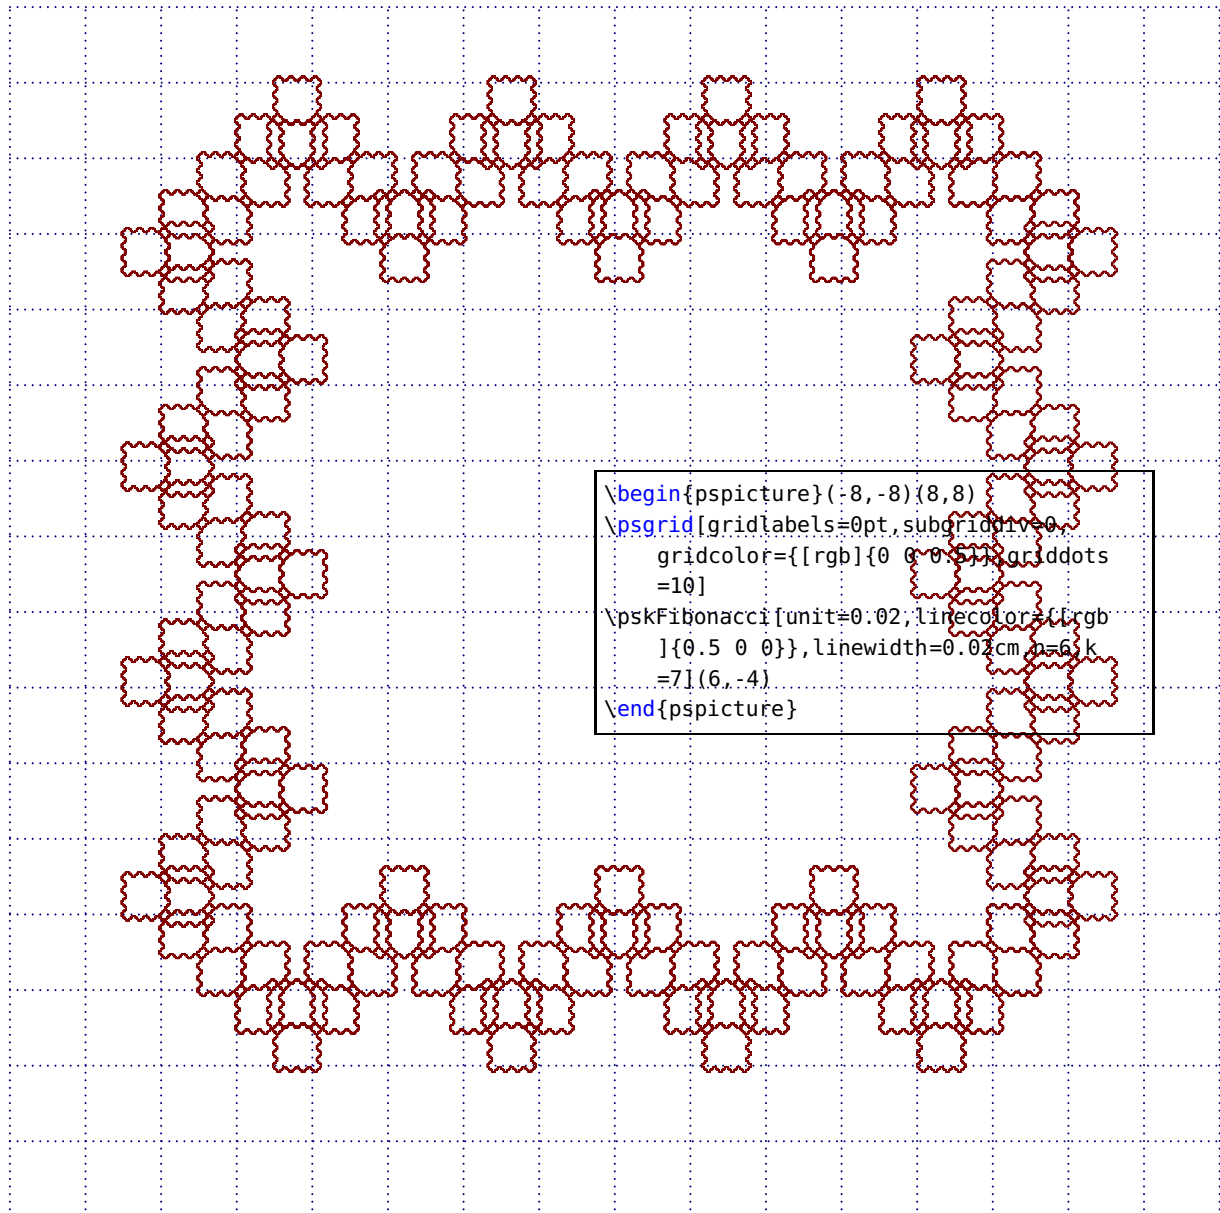 \begin{pspicture}(-8,-8)(8,8)
\psgrid[gridlabels=0pt,subgriddiv=0,
gridcolor={[rgb]{0 0 0.5}},griddots
=10]
\pskFibonacci[unit=0.02,linecolor={[rgb
]{0.5 0 0}},linewidth=0.02cm,n=6,k
=7](6,-4)
\end{pspicture}